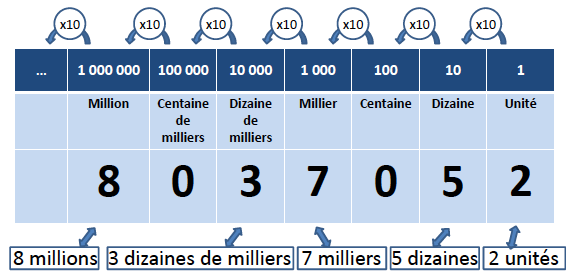 x10 x10 x10 x10 x10 x10 x10
... 1 000 000 100 000 10 000 1 000 100 10 1
Million Centaine de milliers Dizaine de milliers Millier Centaine Dizaine Unité
8 0 3 7 0 5 2
8 millions 3 dizaines de milliers 7 milliers 5 dizaines 2 unités